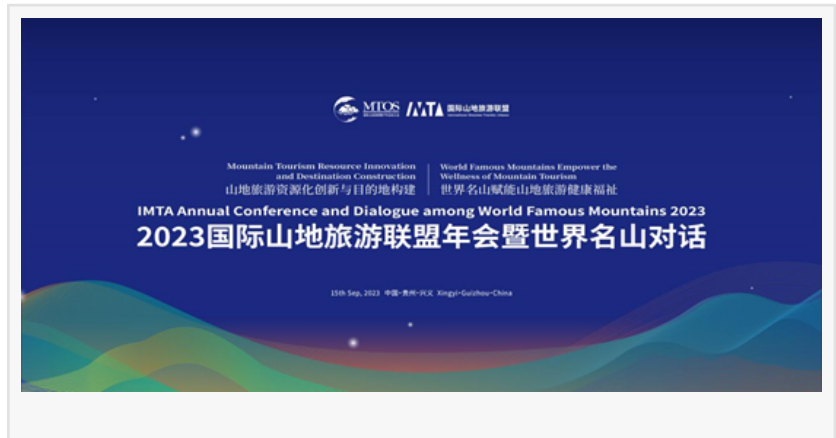 MTOS IMTA 国际山地旅游联盟
Mountain Tourism Resource Innovation
and Destination Construction
山地旅游资源化创新与目的地构建
World Famous Mountains Empower the
Wellness of Mountain Tourism
世界名山赋能山地旅游健康福祉
IMTA Annual Conference and Dialogue among World Famous Mountains 2023
2023国际山地旅游联盟年会暨世界名山对话
15th Sep, 2023 中国·贵州·兴义 Xingyi·Guizhou·China